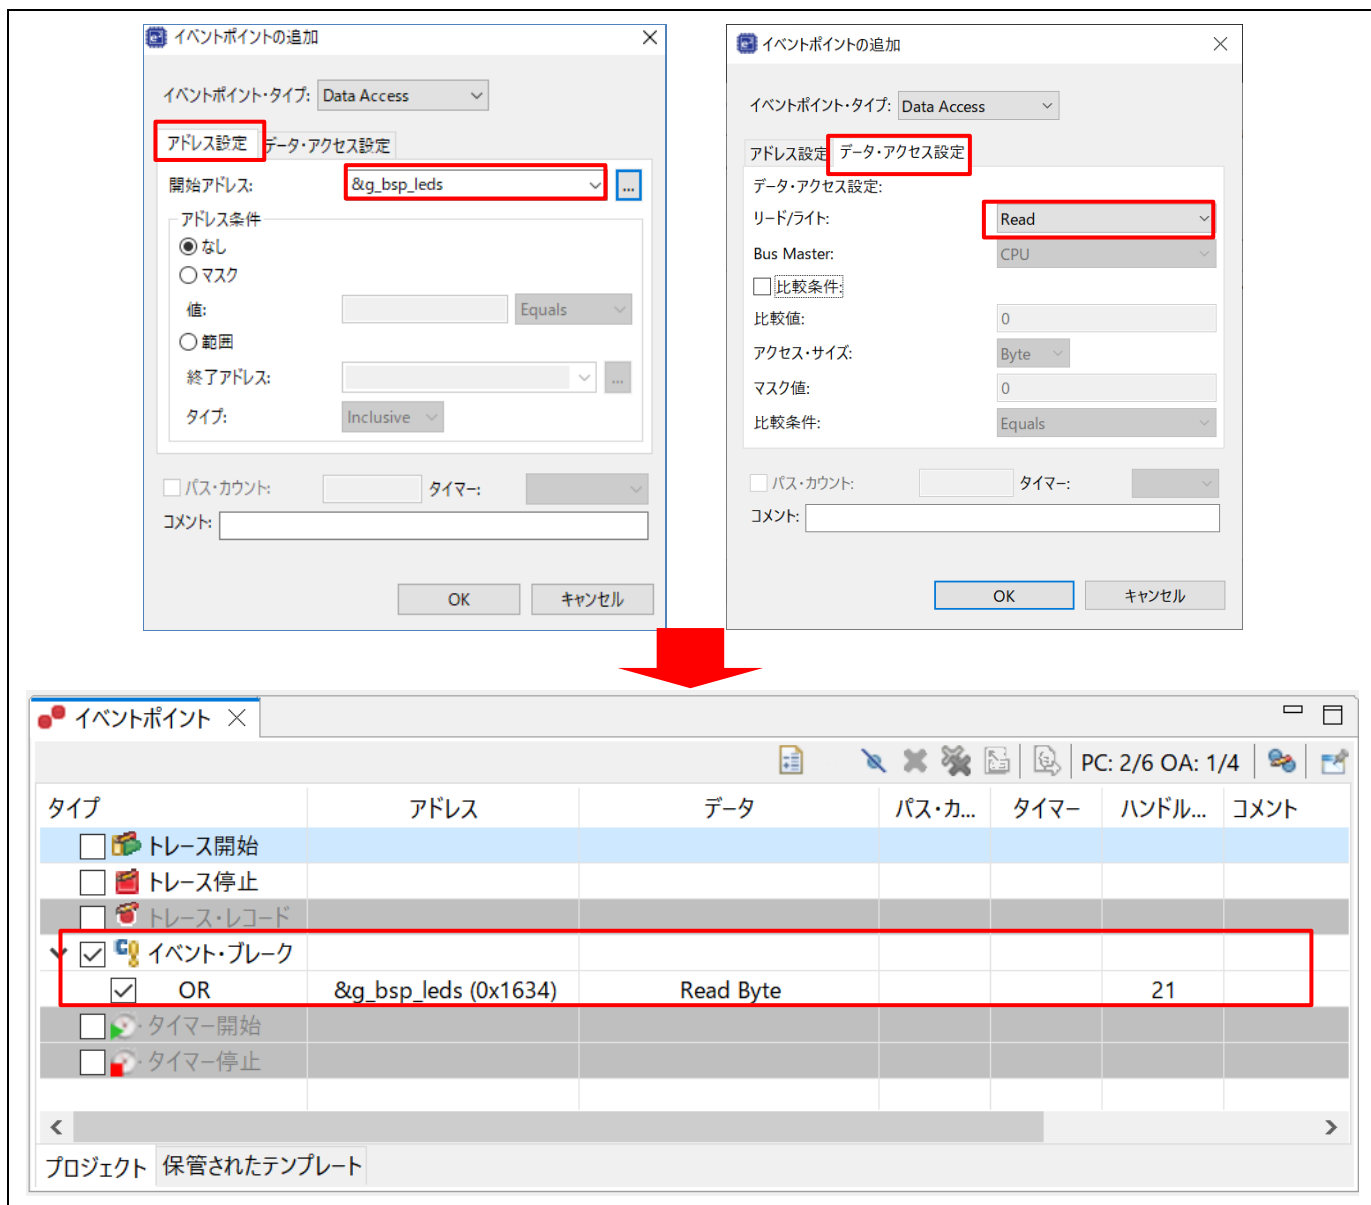 イベントポイントの追加
イベントポイント・タイプ: Data Access
アドレス設定 データ・アクセス設定
開始アドレス: &g_bsp_leds ...
アドレス条件
なし
マスク
値: Equals
範囲
終了アドレス: ...
タイプ: Inclusive
パス・カウント: タイマー:
コメント:
OK キャンセル
イベントポイントの追加
イベントポイント・タイプ: Data Access
アドレス設定 データ・アクセス設定
データ・アクセス設定:
リード/ライト: Read
Bus Master: CPU
比較条件:
比較値: 0
アクセス・サイズ: Byte
マスク値: 0
比較条件: Equals
パス・カウント: タイマー:
コメント:
OK キャンセル
イベントポイント
PC: 2/6 OA: 1/4
タイプ アドレス データ パス・カ... タイマー ハンドル... コメント
トレース開始
トレース停止
トレース・レコード
イベント・ブレーク
OR &g_bsp_leds (0x1634) Read Byte 21
タイマー開始
タイマー停止
プロジェクト 保管されたテンプレート